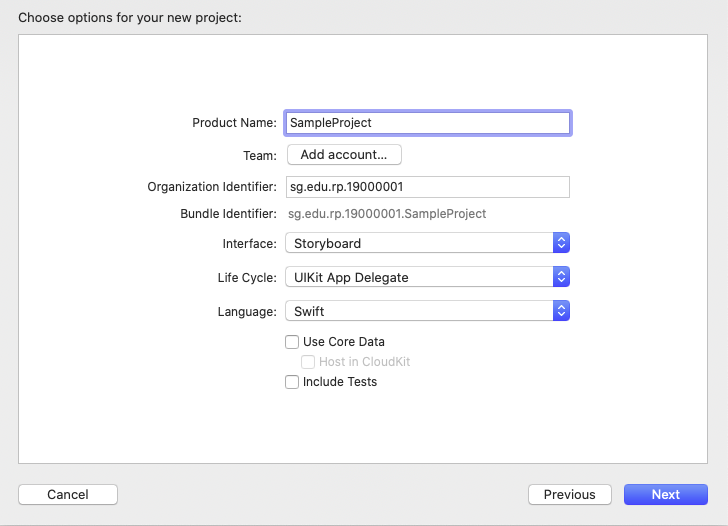 Choose options for your new project:
Product Name: SampleProject
Team: Add account...
Organization Identifier: sg.edu.rp.19000001
Bundle Identifier: sg.edu.rp.19000001.SampleProject
Interface: Storyboard
Life Cycle: UIKit App Delegate
Language: Swift
Use Core Data
Host in CloudKit
Include Tests
Cancel Previous Next